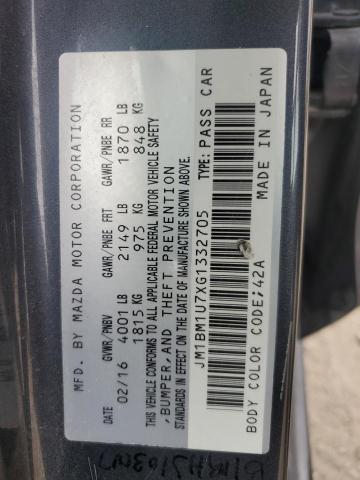 MFD. BY MAZDA MOTOR CORPORATION
DATE GVWR/PNBV GAWR/PNBE FRT GAWR/PNBE RR
02/16 4001 LB 2149 LB 1870 LB
1815 KG 975 KG 848 KG
THIS VEHICLE CONFORMS TO ALL APPLICABLE FEDERAL MOTOR VEHICLE SAFETY
, BUMPER, AND THEFT PREVENTION
STANDARDS IN EFFECT ON THE DATE OF MANUFACTURE SHOWN ABOVE.
JM1BM1U7XG1332705 TYPE: PASS CAR
BODY COLOR CODE: 42A MADE IN JAPAN